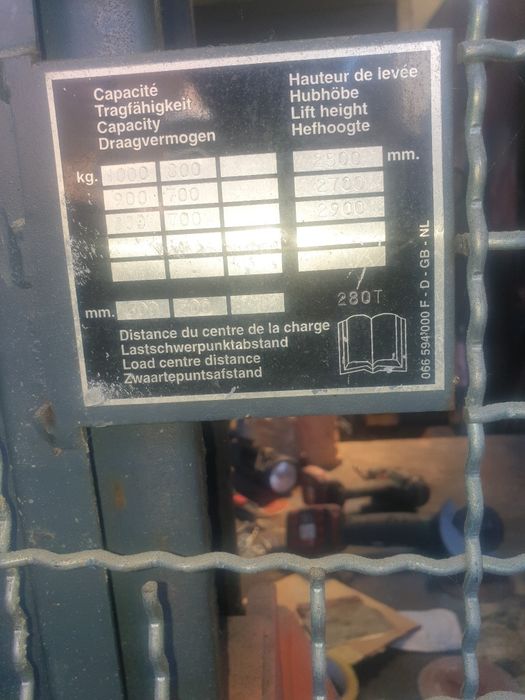 Capacité
Tragfähigkeit
Capacity
Draagvermogen
Hauteur de levée
Hubhöbe
Lift height
Hefhoogte
kg. 1000 800 mm.
900 700 2700
700 2900
mm.
280T
Distance du centre de la charge
Lastschwerpunktabstand
Load centre distance
Zwaartepuntsafstand
066 594/000 F - D - GB - NL